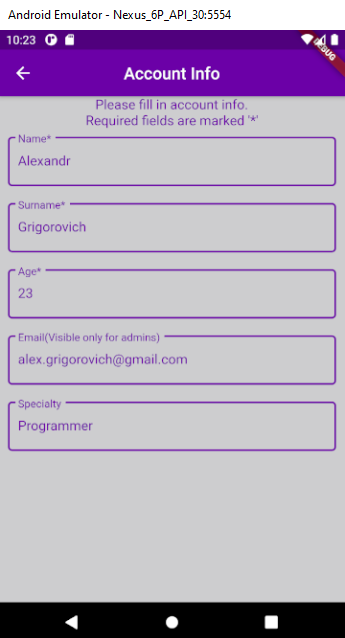 Android Emulator - Nexus_6P_API_30:5554
10:23
DEBUG
Account Info
Please fill in account info.
Required fields are marked '*'
Name*
Alexandr
Surname*
Grigorovich
Age*
23
Email(Visible only for admins)
alex.grigorovich@gmail.com
Specialty
Programmer